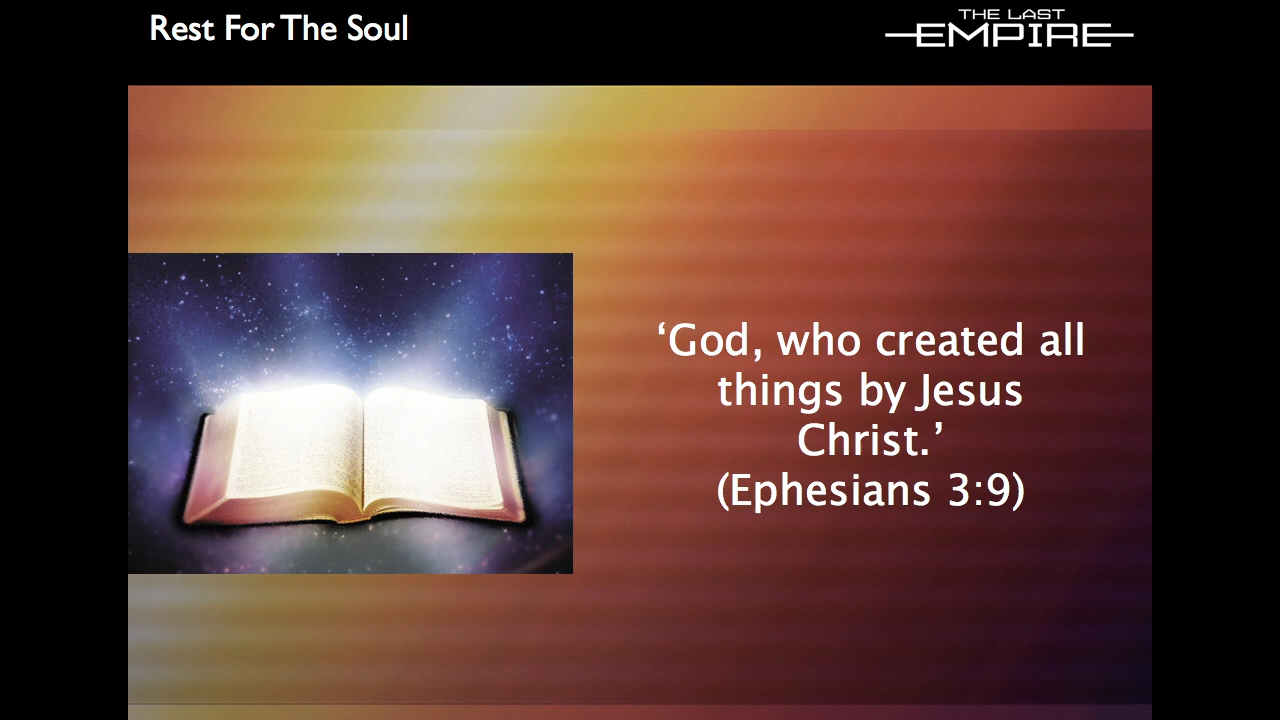 Rest For The Soul
THE LAST
EMPIRE
‘God, who created all
things by Jesus
Christ.’
(Ephesians 3:9)